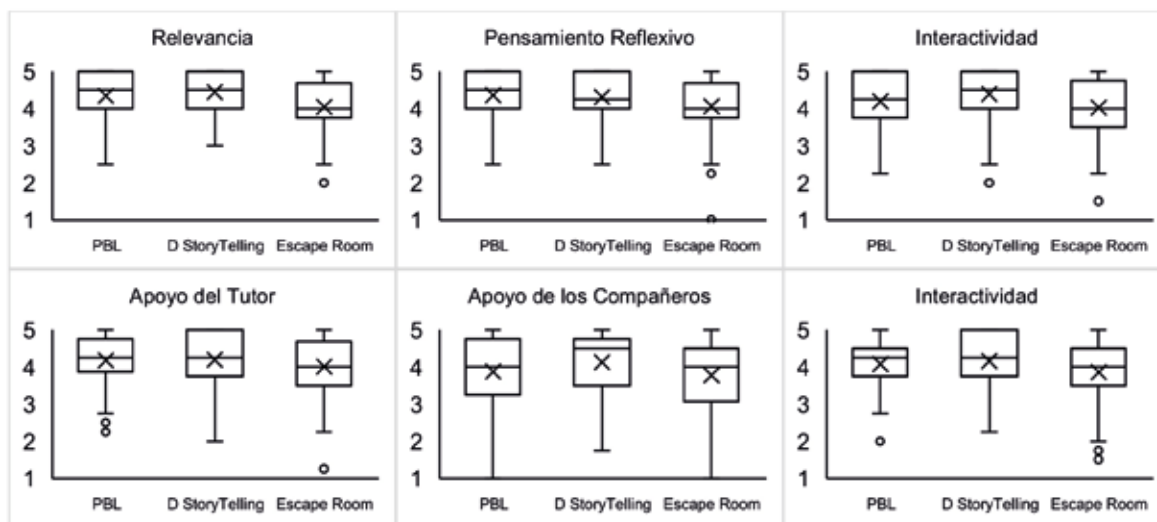 Relevancia
5
4
3
2
1
PBL D StoryTelling Escape Room
Pensamiento Reflexivo
5
4
3
2
1
PBL D StoryTelling Escape Room
Interactividad
5
4
3
2
1
PBL D StoryTelling Escape Room
Apoyo del Tutor
5
4
3
2
1
PBL D StoryTelling Escape Room
Apoyo de los Compañeros
5
4
3
2
1
PBL D StoryTelling Escape Room
Interactividad
5
4
3
2
1
PBL D StoryTelling Escape Room